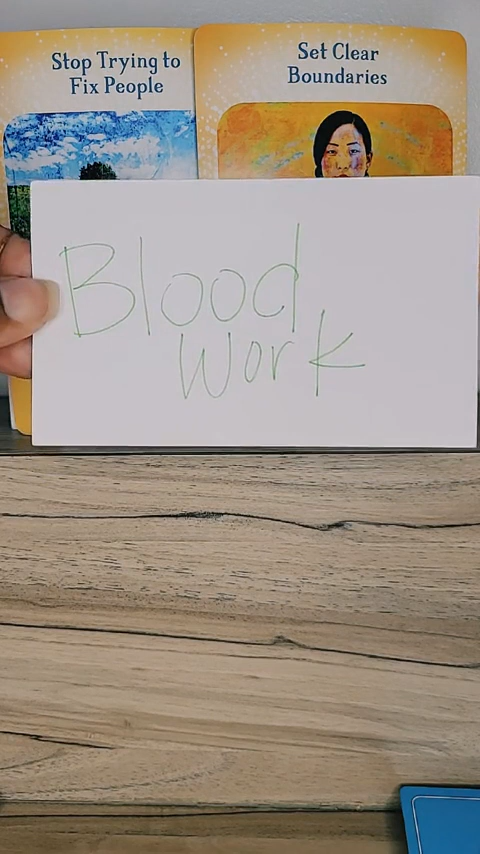 Stop Trying to
Fix People
Set Clear
Boundaries
Blood
Work